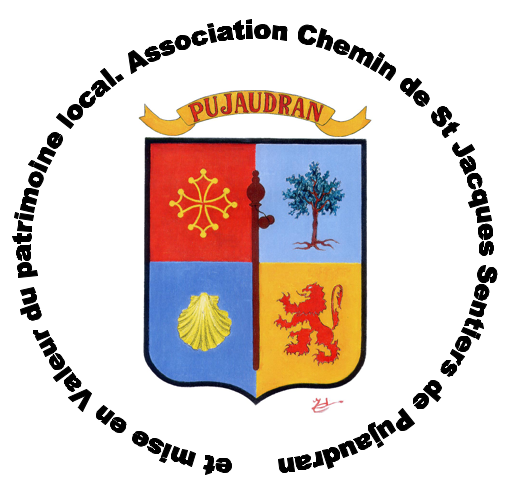 Association Chemin de St Jacques Sentiers de Pujaudran
et mise en Valeur du patrimoine local.
PUJAUDRAN